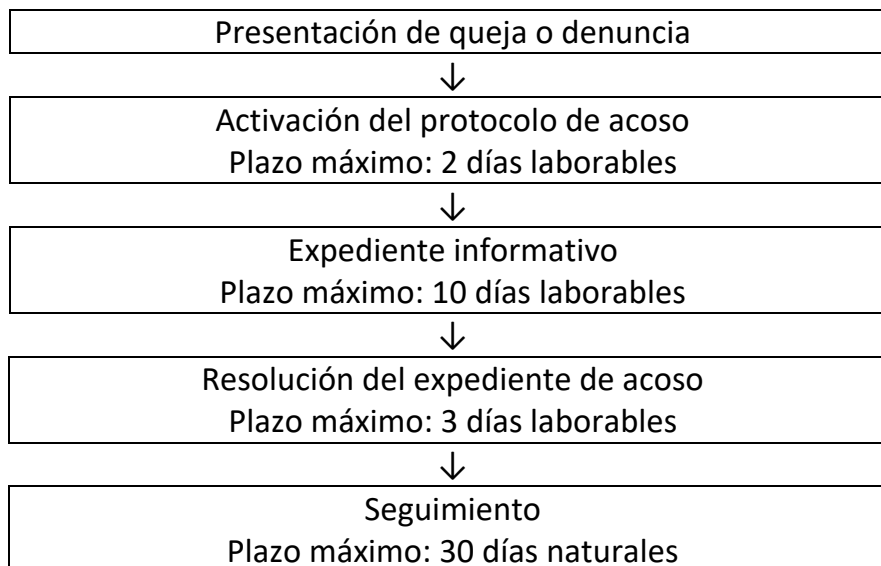 Presentación de queja o denuncia
↓
Activación del protocolo de acoso
Plazo máximo: 2 días laborables
↓
Expediente informativo
Plazo máximo: 10 días laborables
↓
Resolución del expediente de acoso
Plazo máximo: 3 días laborables
↓
Seguimiento
Plazo máximo: 30 días naturales